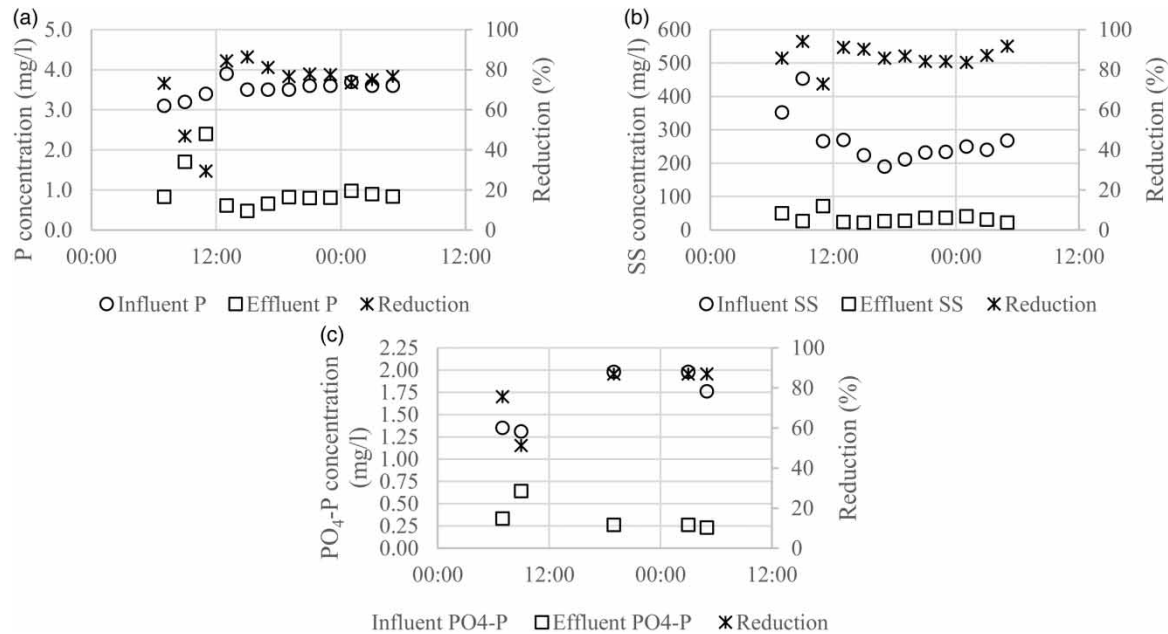 (a)
P concentration (mg/l)
5.0
4.0
3.0
2.0
1.0
0.0
100
80
60
40
20
0
Reduction (%)
00:00 12:00 00:00 12:00
Influent P Effluent P Reduction
(b)
SS concentration (mg/l)
600
500
400
300
200
100
0
100
80
60
40
20
0
Reduction (%)
00:00 12:00 00:00 12:00
Influent SS Effluent SS Reduction
(c)
PO4-P concentration
(mg/l)
2.25
2.00
1.75
1.50
1.25
1.00
0.75
0.50
0.25
0.00
100
80
60
40
20
0
Reduction (%)
00:00 12:00 00:00 12:00
Influent PO4-P Effluent PO4-P Reduction